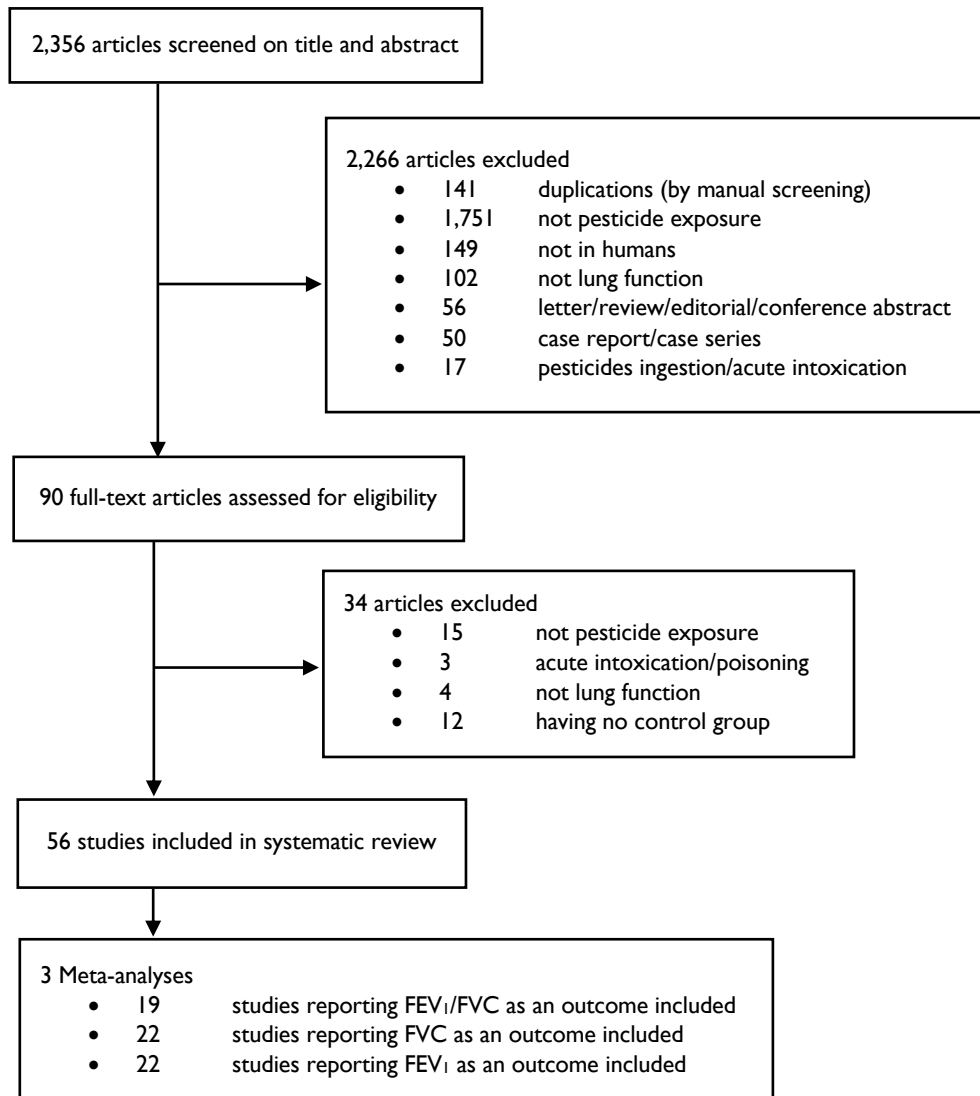 2,356 articles screened on title and abstract
2,266 articles excluded
• 141 duplications (by manual screening)
• 1,751 not pesticide exposure
• 149 not in humans
• 102 not lung function
• 56 letter/review/editorial/conference abstract
• 50 case report/case series
• 17 pesticides ingestion/acute intoxication
90 full-text articles assessed for eligibility
34 articles excluded
• 15 not pesticide exposure
• 3 acute intoxication/poisoning
• 4 not lung function
• 12 having no control group
56 studies included in systematic review
3 Meta-analyses
• 19 studies reporting FEV₁/FVC as an outcome included
• 22 studies reporting FVC as an outcome included
• 22 studies reporting FEV₁ as an outcome included